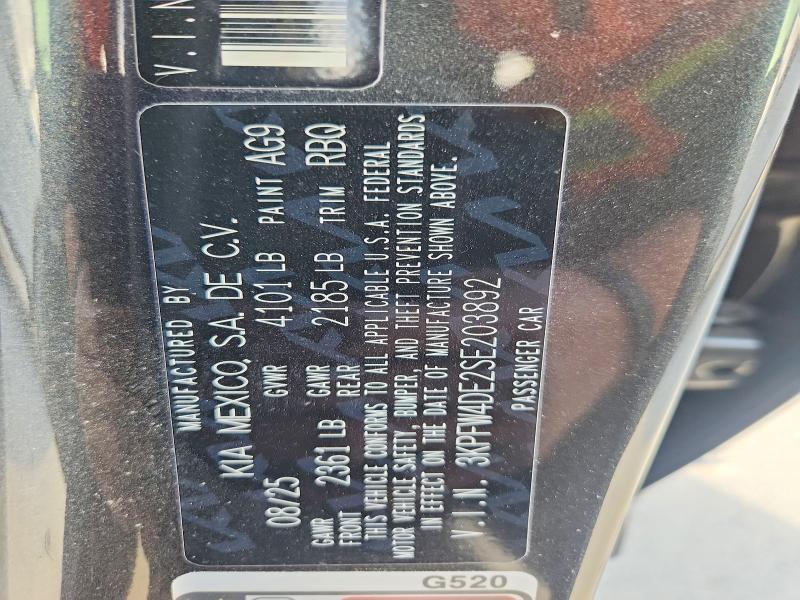 V.I.N
MANUFACTURED BY
KIA MEXICO, S.A. DE C.V.
08/25 GVWR 4101 LB PAINT AG9
GAWR FRONT 2361 LB GAWR REAR 2185 LB TRIM RBQ
THIS VEHICLE CONFORMS TO ALL APPLICABLE U.S.A. FEDERAL
MOTOR VEHICLE SAFETY, BUMPER, AND THEFT PREVENTION STANDARDS
IN EFFECT ON THE DATE OF MANUFACTURE SHOWN ABOVE.
V.I.N. 3KPFW4DE2SE203892
PASSENGER CAR
G520